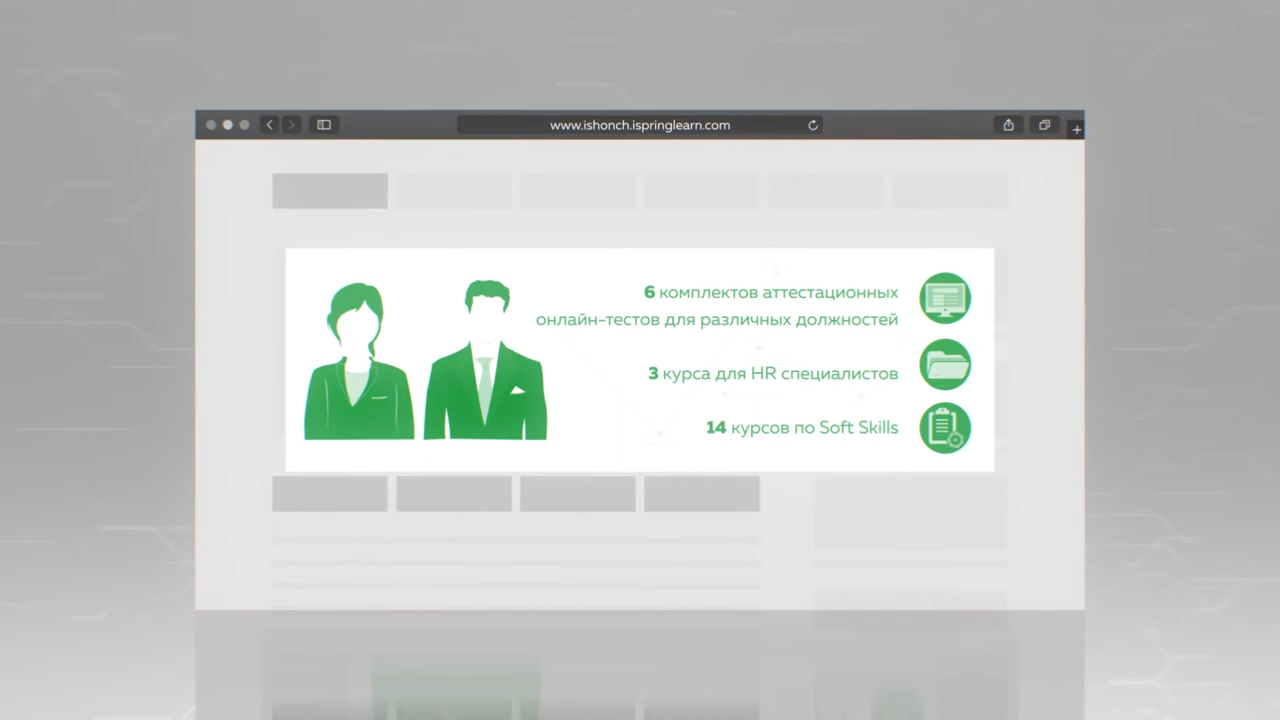 www.ishonch.ispringlearn.com
6 комплектов аттестационных
онлайн-тестов для различных должностей
3 курса для HR специалистов
14 курсов по Soft Skills